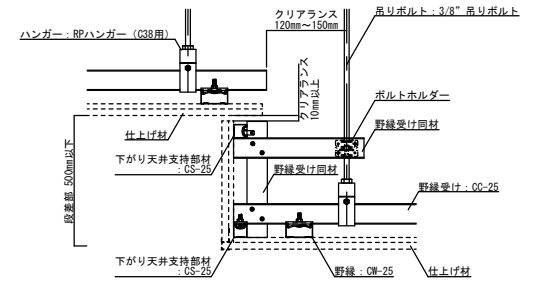 クリアランス
120mm～150mm
吊りボルト：3/8”吊りボルト
ハンガー：RPハンガー（C38用）
クリアランス
10mm以上
ボルトホルダー
野縁受け同材
仕上げ材
段差部 500mm以下
下がり天井支持部材
：CS-25
野縁受け同材
野縁受け：CC-25
下がり天井支持部材
：CS-25
野縁：CW-25
仕上げ材